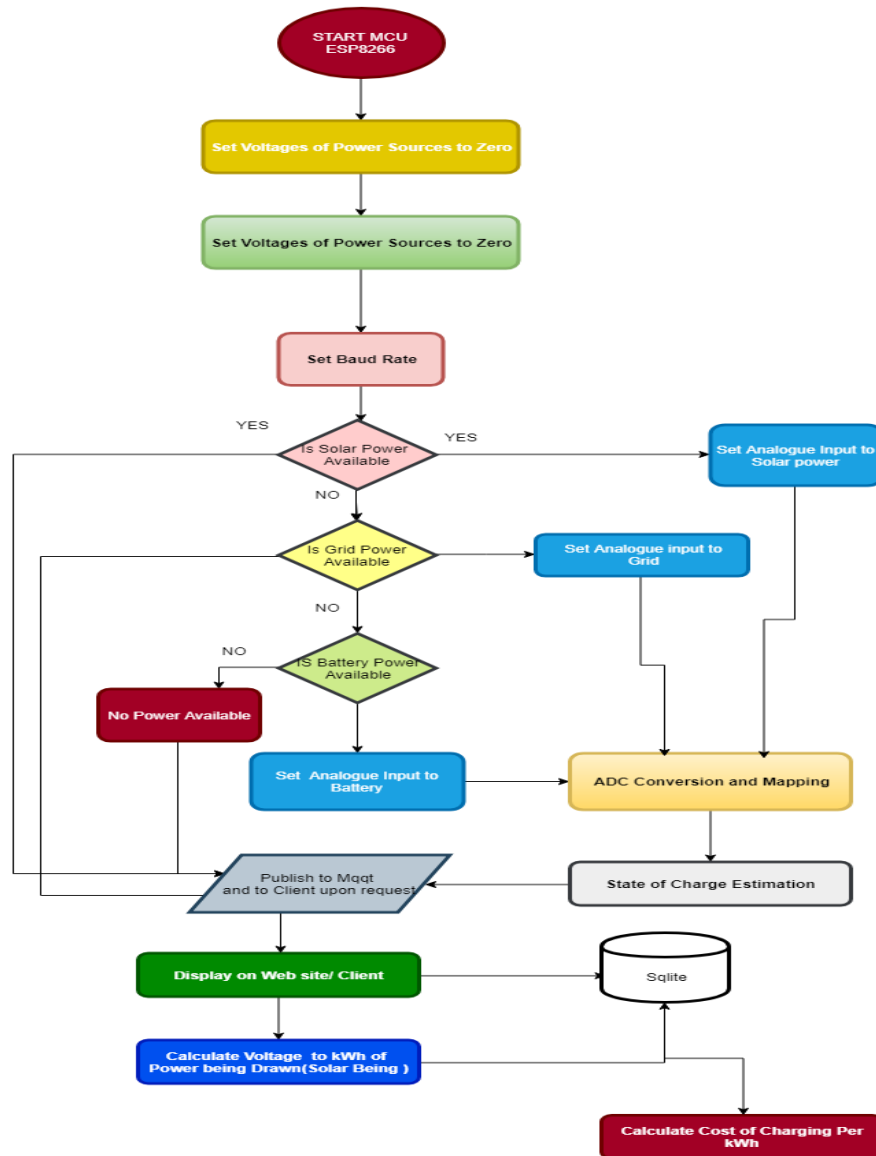 START MCU
ESP8266
Set Voltages of Power Sources to Zero
Set Voltages of Power Sources to Zero
Set Baud Rate
YES
YES
Is Solar Power
Available
Set Analogue Input to
Solar power
NO
Is Grid Power
Available
Set Analogue input to
Grid
NO
IS Battery Power
Available
NO
No Power Available
Set Analogue Input to
Battery
ADC Conversion and Mapping
Publish to Mqqt
and to Client upon request
State of Charge Estimation
Display on Web site/ Client
Sqlite
Calculate Voltage to kWh of
Power being Drawn(Solar Being )
Calculate Cost of Charging Per
kWh